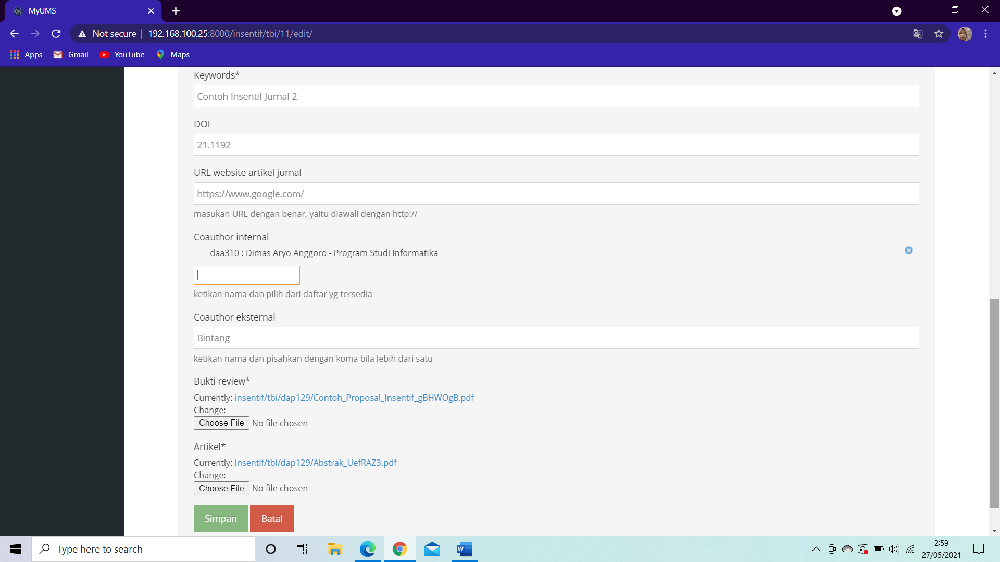 MyUMS
Not secure 192.168.100.25:8000/insentif/tbi/11/edit/
Apps Gmail YouTube Maps
Keywords*
Contoh Insentif Jurnal 2
DOI
21.1192
URL website artikel jurnal
https://www.google.com/
masukan URL dengan benar, yaitu diawali dengan http://
Coauthor internal
daa310 : Dimas Aryo Anggoro - Program Studi Informatika
ketikan nama dan pilih dari daftar yg tersedia
Coauthor eksternal
Bintang
ketikan nama dan pisahkan dengan koma bila lebih dari satu
Bukti review*
Currently: insentif/tbi/dap129/Contoh_Proposal_Insentif_gBHWOgB.pdf
Change:
Choose File No file chosen
Artikel*
Currently: insentif/tbi/dap129/Abstrak_UefRAZ3.pdf
Change:
Choose File No file chosen
Simpan Batal
Type here to search
2:59
27/05/2021